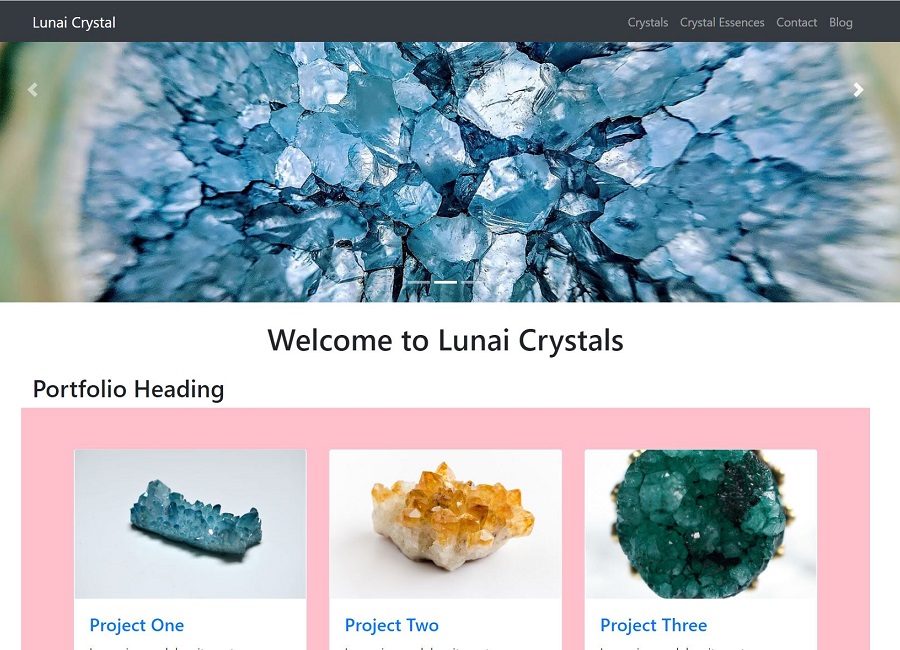 Lunai Crystal
Crystals Crystal Essences Contact Blog
Welcome to Lunai Crystals
Portfolio Heading
Project One
Project Two
Project Three